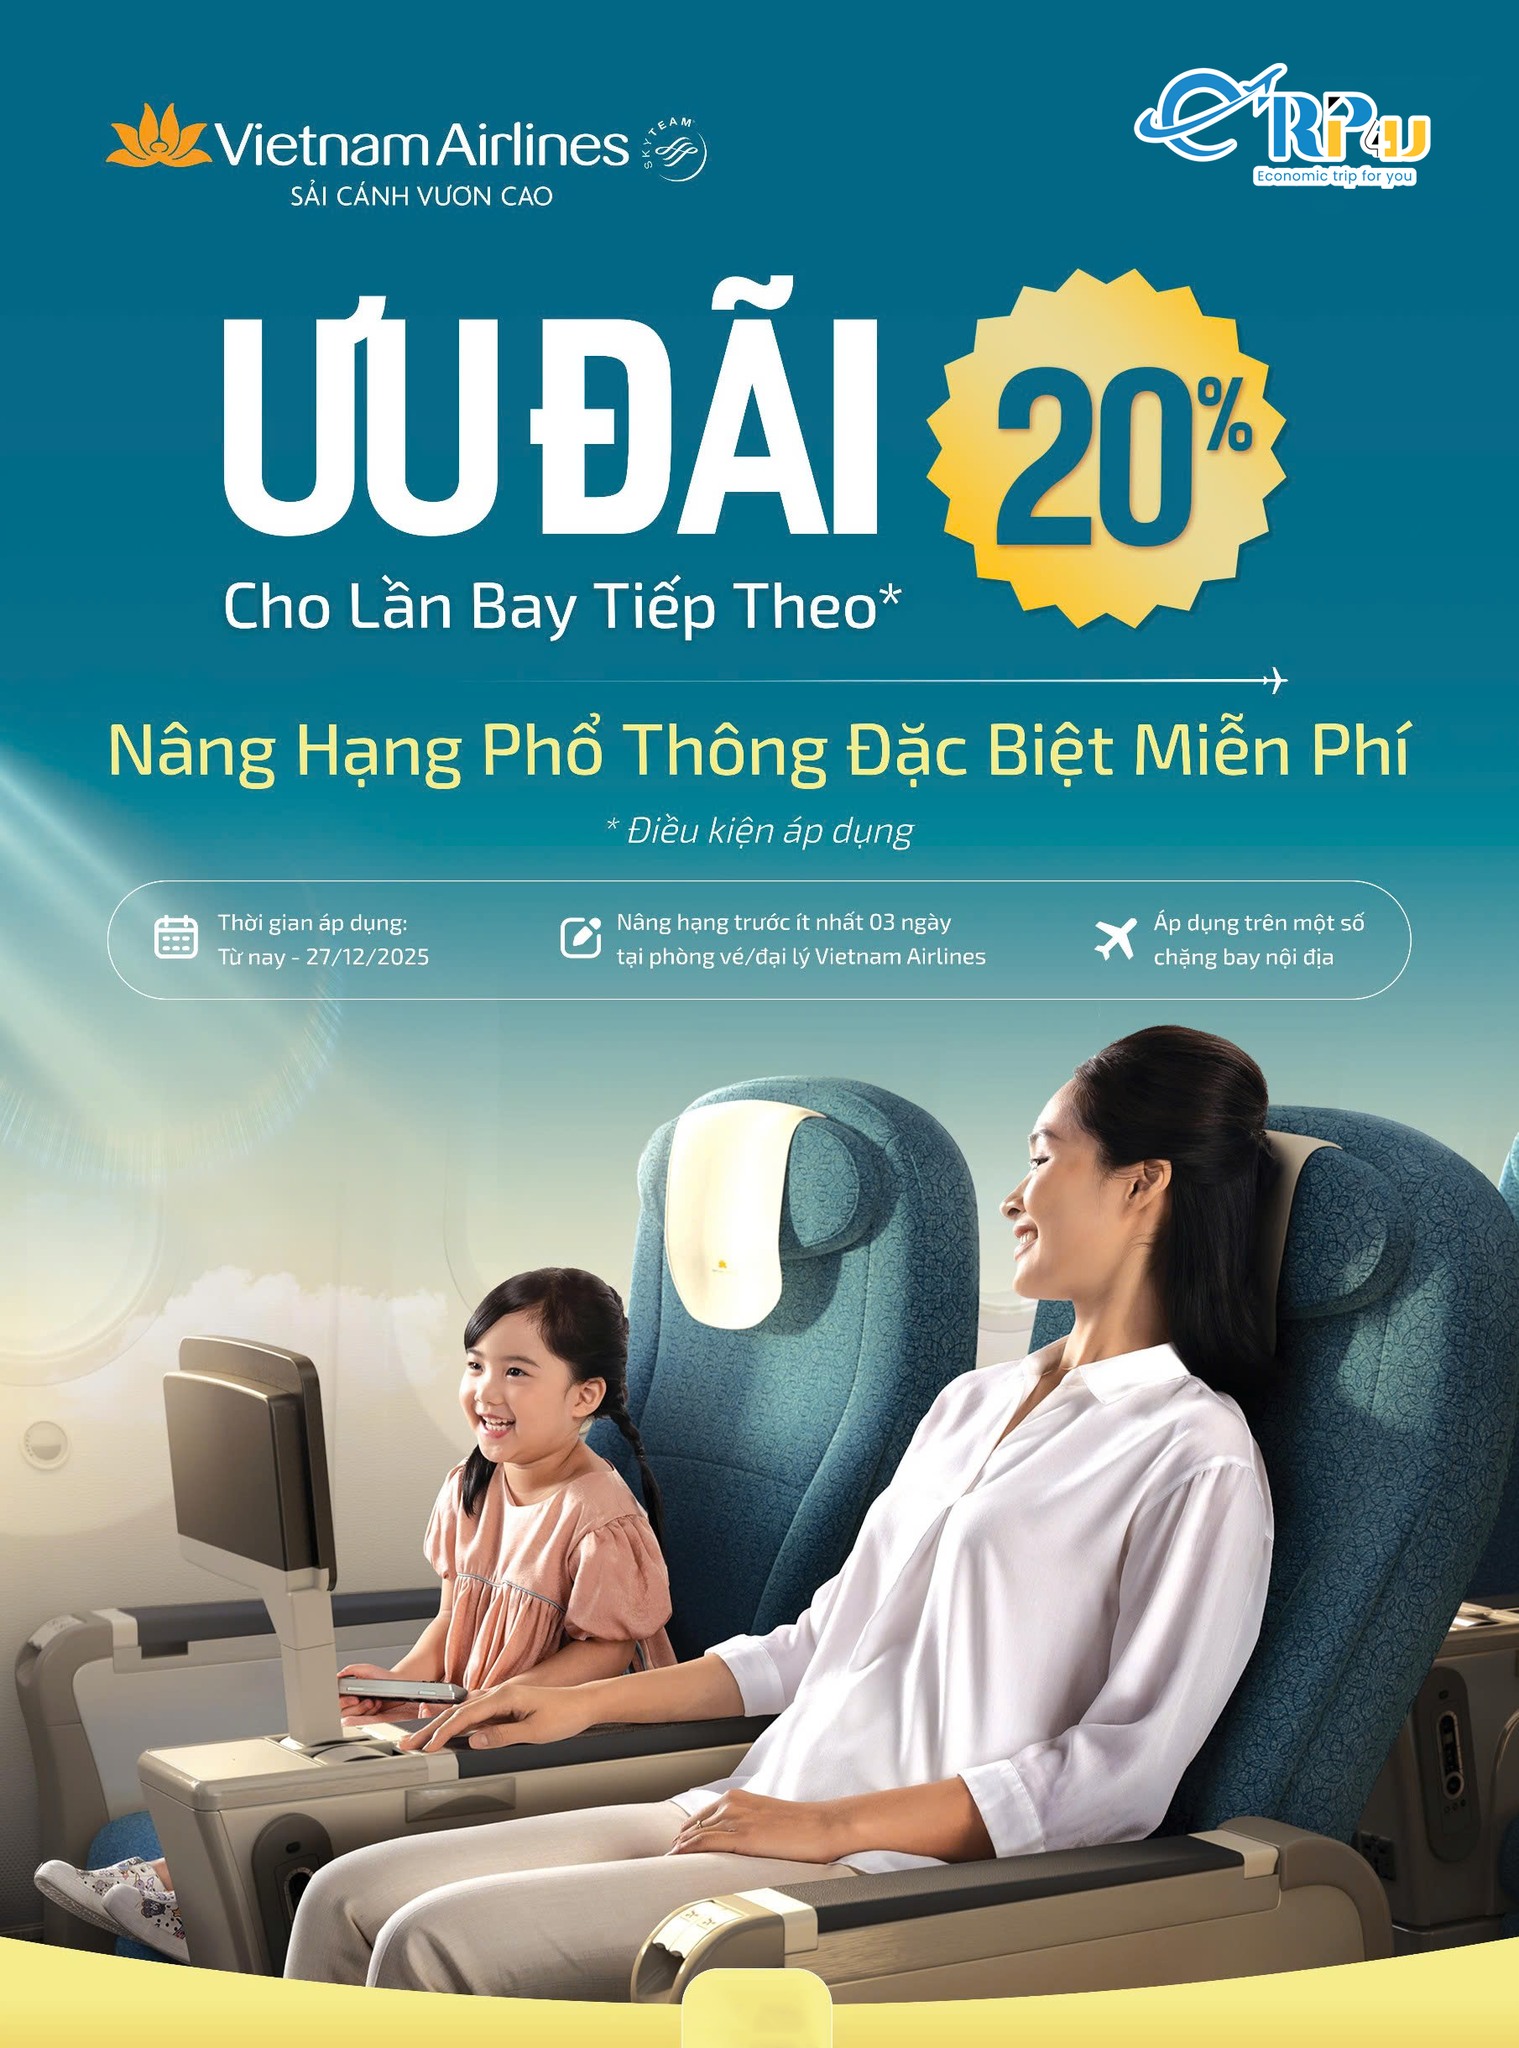 Vietnam Airlines
SKYTEAM
SẢI CÁNH VƯƠN CAO
eTRiP4U
Economic trip for you
ƯU ĐÃI
20%
Cho Lần Bay Tiếp Theo*
Nâng Hạng Phổ Thông Đặc Biệt Miễn Phí
* Điều kiện áp dụng
Thời gian áp dụng:
Từ nay - 27/12/2025
Nâng hạng trước ít nhất 03 ngày
tại phòng vé/đại lý Vietnam Airlines
Áp dụng trên một số
chặng bay nội địa